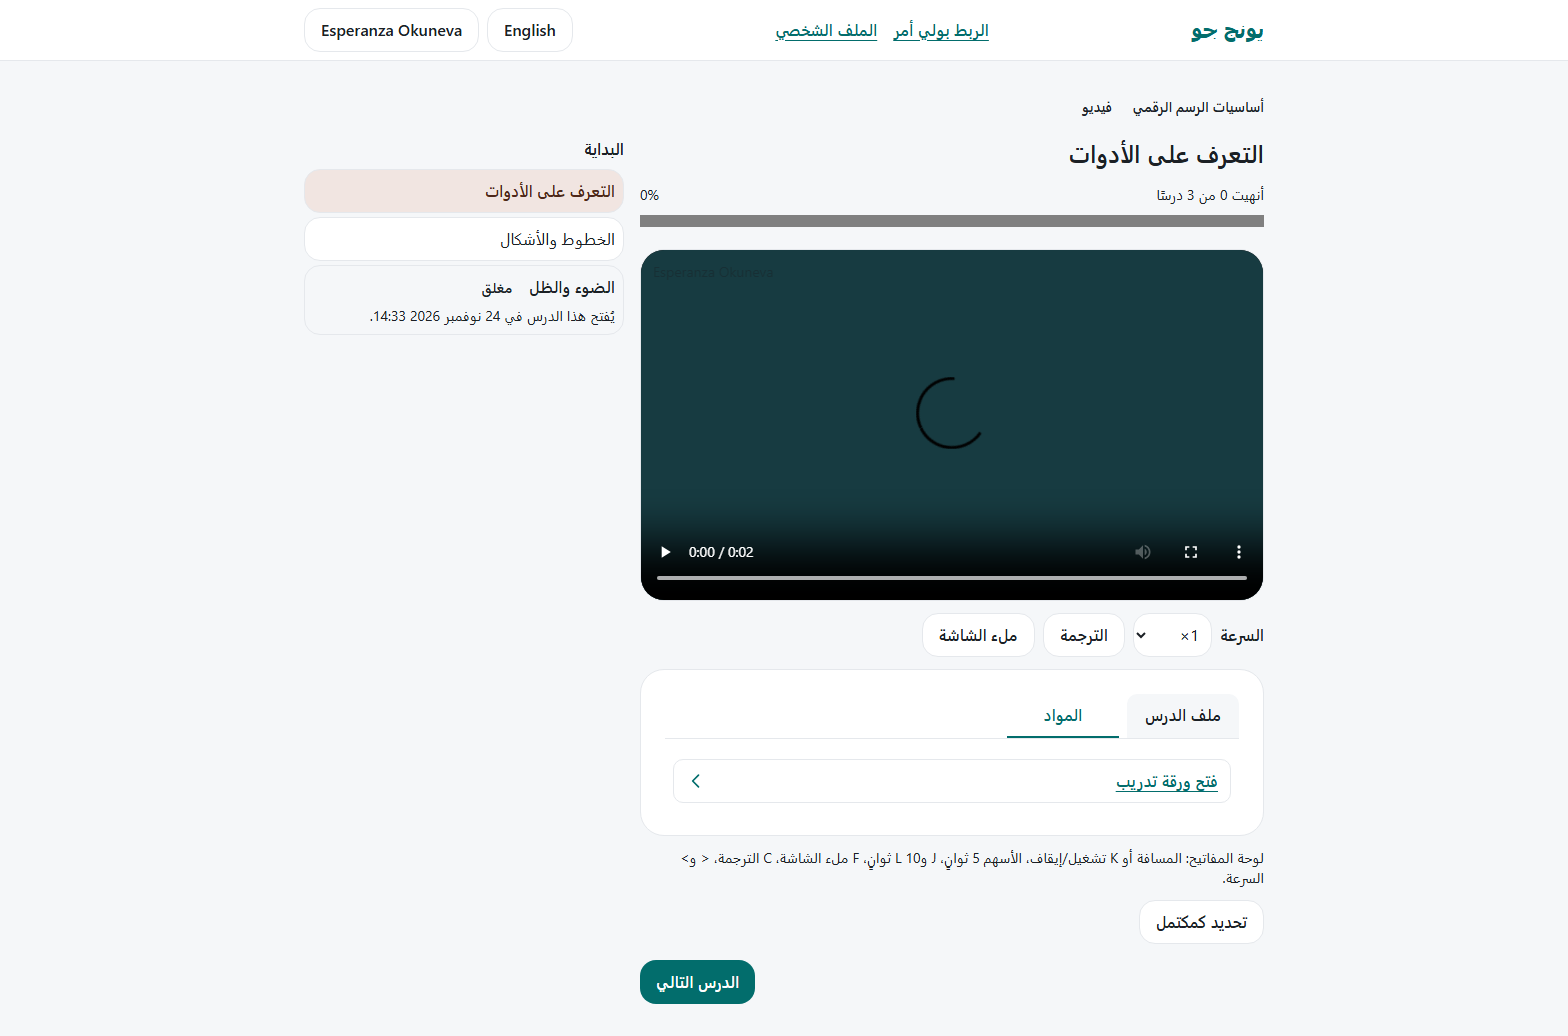 يونج جو
الربط بولي أمر
الملف الشخصي
English
Esperanza Okuneva
أساسيات الرسم الرقمي
فيديو
التعرف على الأدوات
أنهيت 0 من 3 درسًا
0%
Esperanza Okuneva
0:00 / 0:02
السرعة
1×
الترجمة
ملء الشاشة
ملف الدرس
المواد
فتح ورقة تدريب
لوحة المفاتيح: المسافة أو K تشغيل/إيقاف، الأسهم 5 ثوانٍ، J و10 L ثوانٍ، F ملء الشاشة، C الترجمة، < و>
السرعة.
تحديد كمكتمل
الدرس التالي
البداية
التعرف على الأدوات
الخطوط والأشكال
الضوء والظل
مغلق
يُفتح هذا الدرس في 24 نوفمبر 2026 14:33.